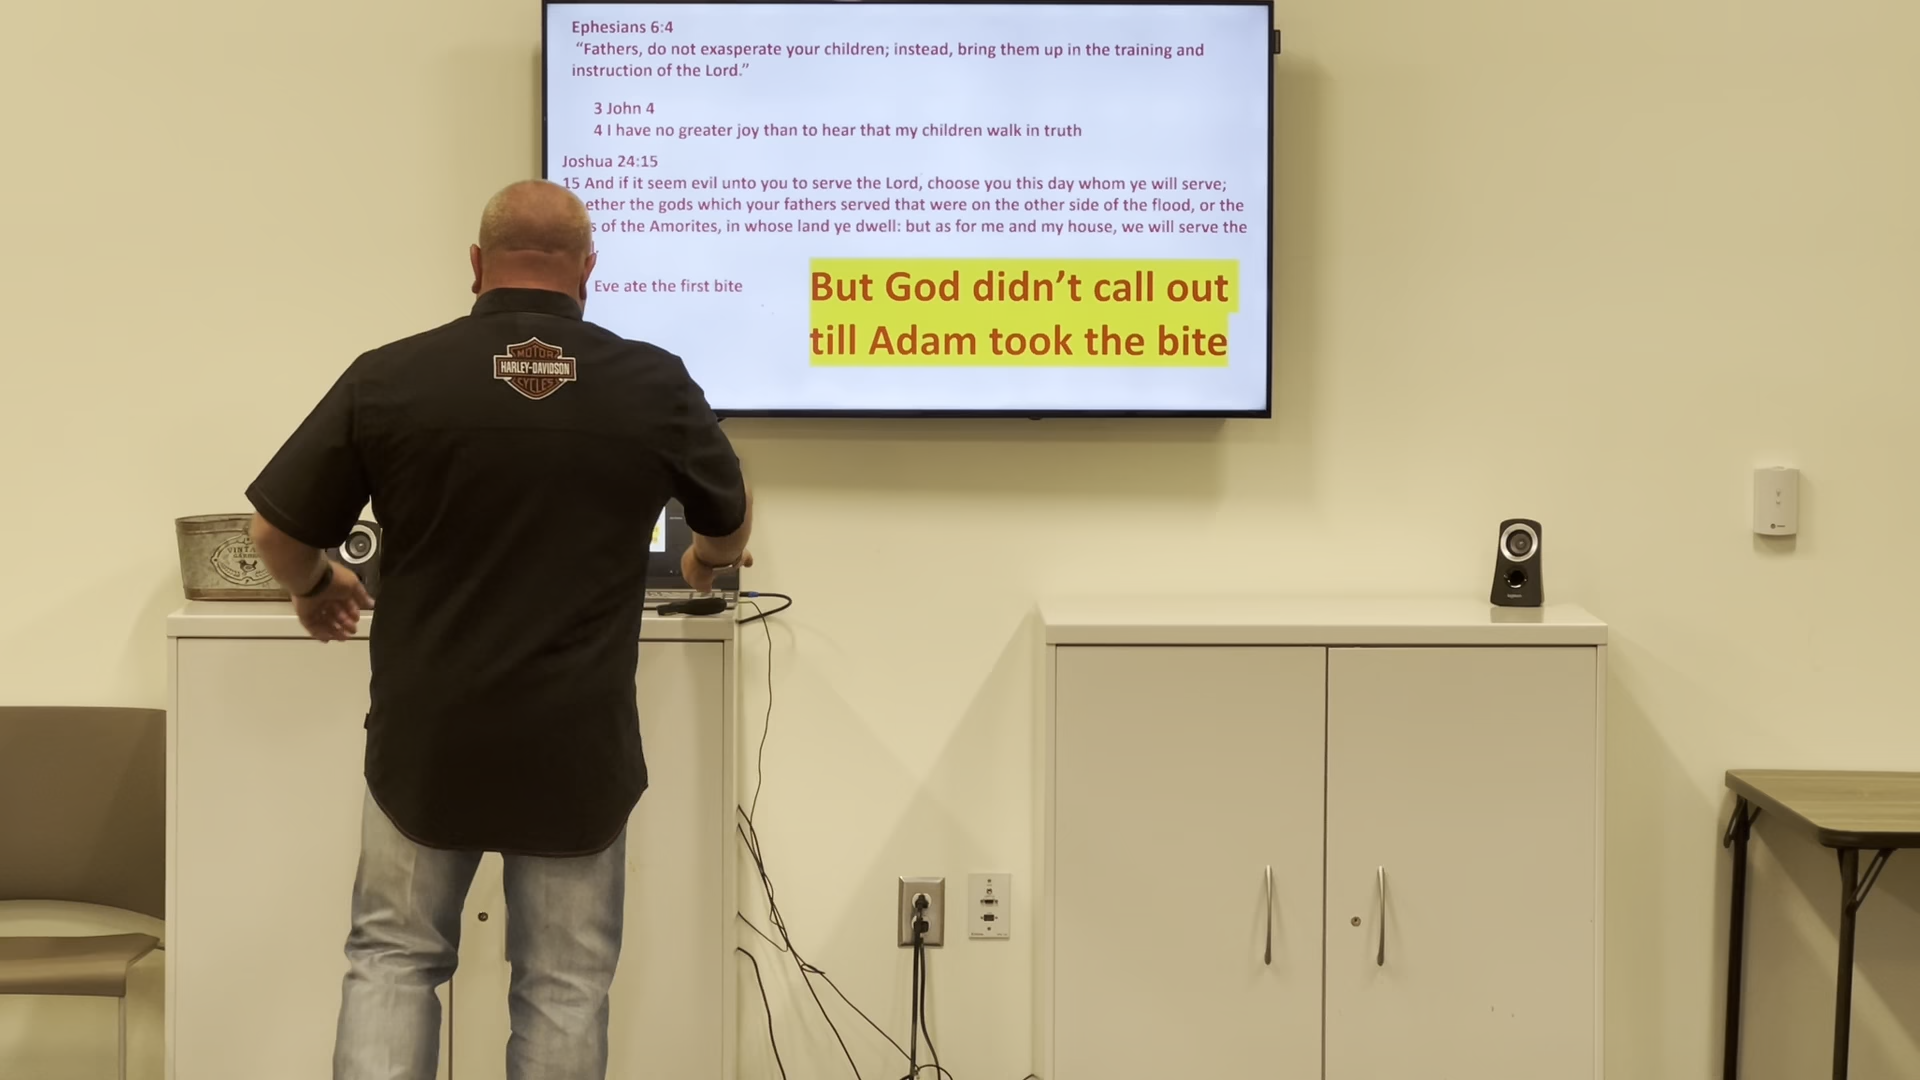 Ephesians 6:4
“Fathers, do not exasperate your children; instead, bring them up in the training and
instruction of the Lord.”
3 John 4
4 I have no greater joy than to hear that my children walk in truth
Joshua 24:15
15 And if it seem evil unto you to serve the Lord, choose you this day whom ye will serve;
ether the gods which your fathers served that were on the other side of the flood, or the
s of the Amorites, in whose land ye dwell: but as for me and my house, we will serve the
Eve ate the first bite
But God didn’t call out
till Adam took the bite
MOTOR
HARLEY-DAVIDSON
CYCLES